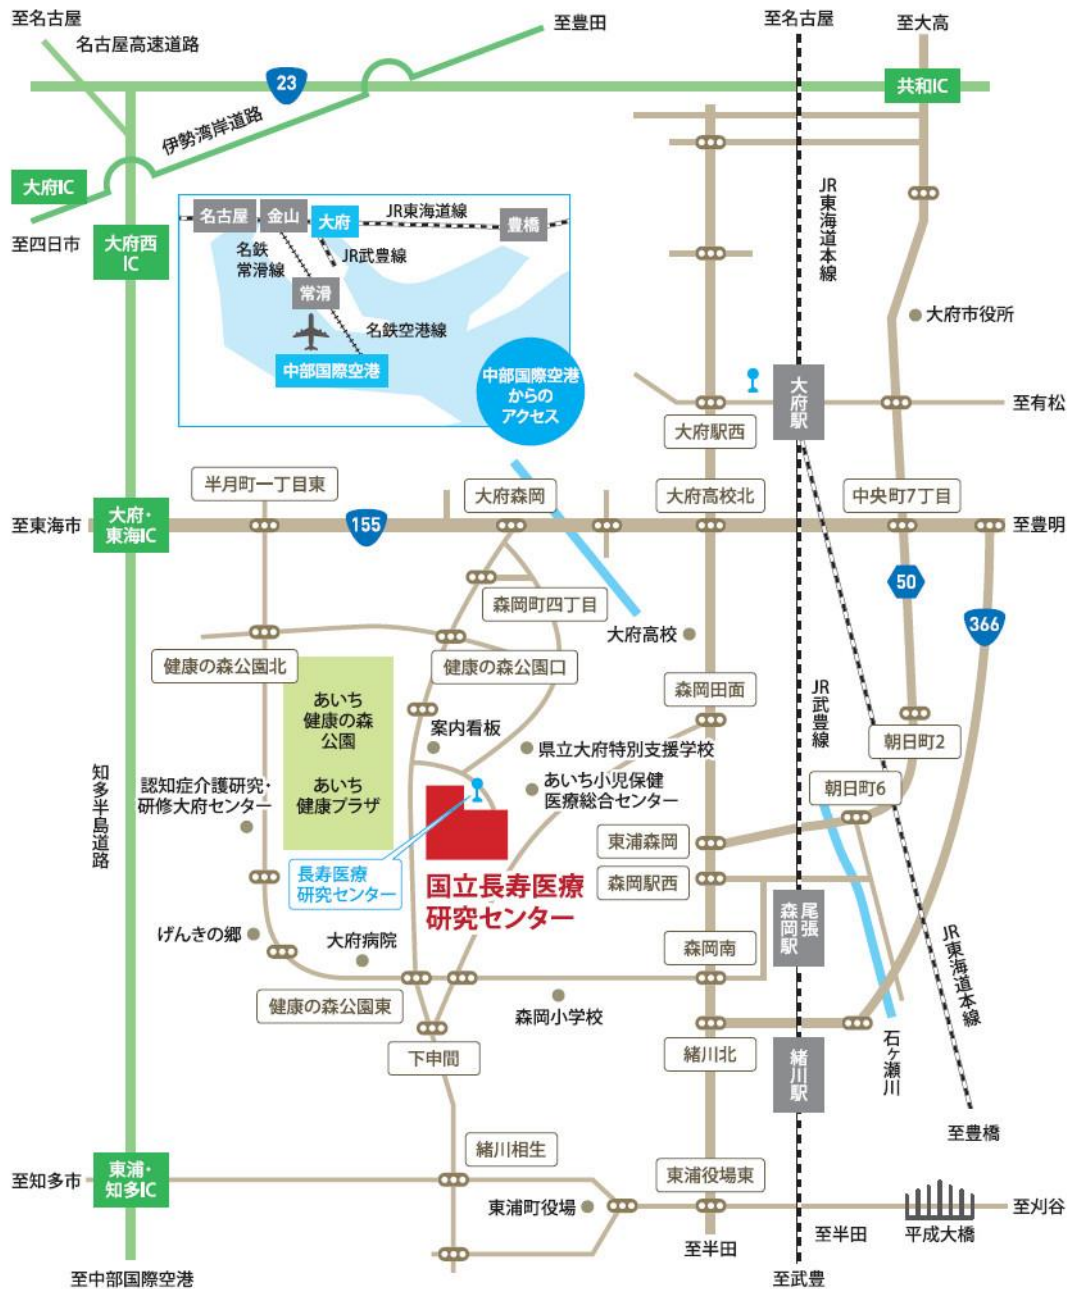 至名古屋
名古屋高速道路
至豊田
至名古屋
至大高
23
共和IC
伊勢湾岸道路
大府IC
至四日市
大府西
IC
名古屋
金山
大府
JR東海道線
豊橋
名鉄
常滑線
JR武豊線
常滑
名鉄空港線
中部国際空港
中部国際空港
からの
アクセス
JR東海道本線
大府市役所
大府駅
至有松
大府駅西
半月町一丁目東
大府森岡
大府高校北
中央町7丁目
至東海市
大府・
東海IC
155
至豊明
50
366
森岡町四丁目
大府高校
健康の森公園北
健康の森公園口
森岡田面
JR武豊線
あいち
健康の森
公園
あいち
健康プラザ
案内看板
県立大府特別支援学校
朝日町2
知多半島道路
認知症介護研究・
研修大府センター
あいち小児保健
医療総合センター
朝日町6
東浦森岡
長寿医療
研究センター
国立長寿医療
研究センター
森岡駅西
尾張
森岡駅
げんきの郷
大府病院
森岡南
JR東海道本線
健康の森公園東
森岡小学校
下申間
緒川北
緒川駅
石ヶ瀬川
至豊橋
緒川相生
至知多市
東浦・
知多IC
東浦町役場
東浦役場東
至刈谷
至半田
至半田
平成大橋
至中部国際空港
至武豊